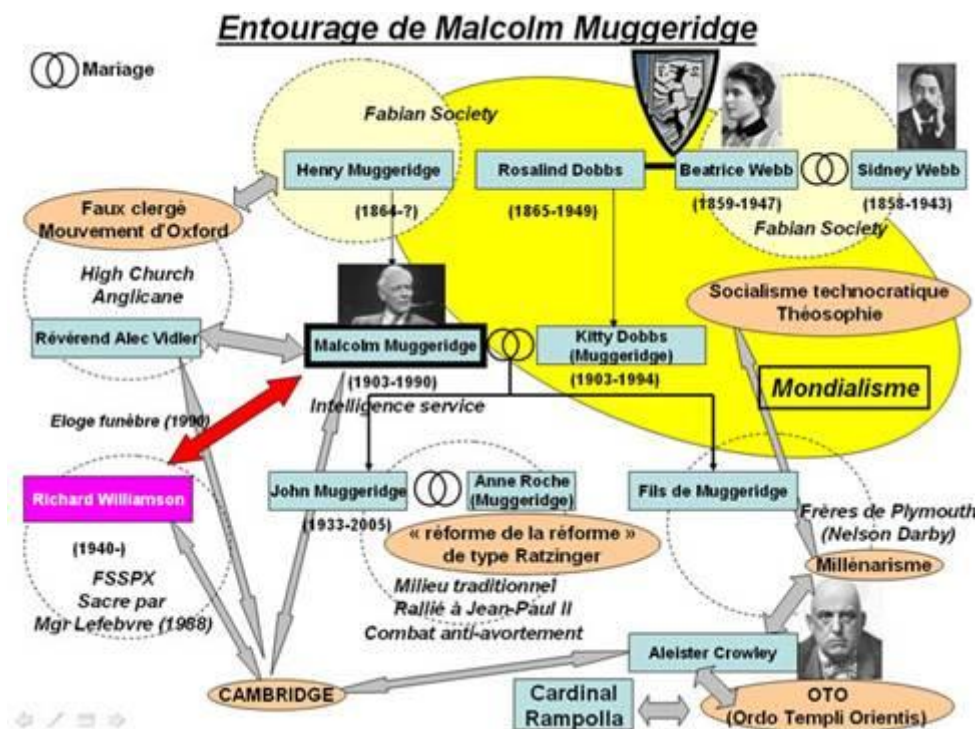 Entourage de Malcolm Muggeridge
Mariage
Fabian Society
Henry Muggeridge
(1864-?)
Rosalind Dobbs
(1865-1949)
Beatrice Webb
(1859-1947)
Sidney Webb
(1858-1943)
Fabian Society
Faux clergé
Mouvement d'Oxford
High Church
Anglicane
Révérend Alec Vidler
Malcolm Muggeridge
(1903-1990)
Intelligence service
Kitty Dobbs
(Muggeridge)
(1903-1994)
Socialisme technocratique
Théosophie
Mondialisme
Eloge funèbre (1990)
Richard Williamson
(1940-)
FSSPX
Sacre par
Mgr Lefebvre (1988)
John Muggeridge
(1933-2005)
Anne Roche
(Muggeridge)
« réforme de la réforme »
de type Ratzinger
Milieu traditionnel
Rallié à Jean-Paul II
Combat anti-avortement
Fils de Muggeridge
Frères de Plymouth
(Nelson Darby)
Millénarisme
Aleister Crowley
CAMBRIDGE
Cardinal
Rampolla
OTO
(Ordo Templi Orientis)